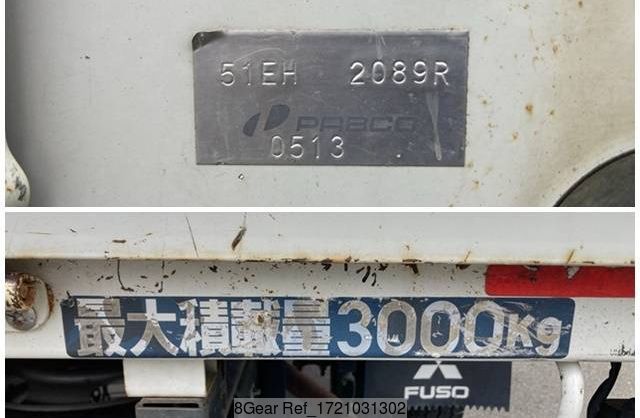 51EH 2089R
PABCO
0513
最大積載量3000Kg
FUSO
8Gear Ref_1721031302